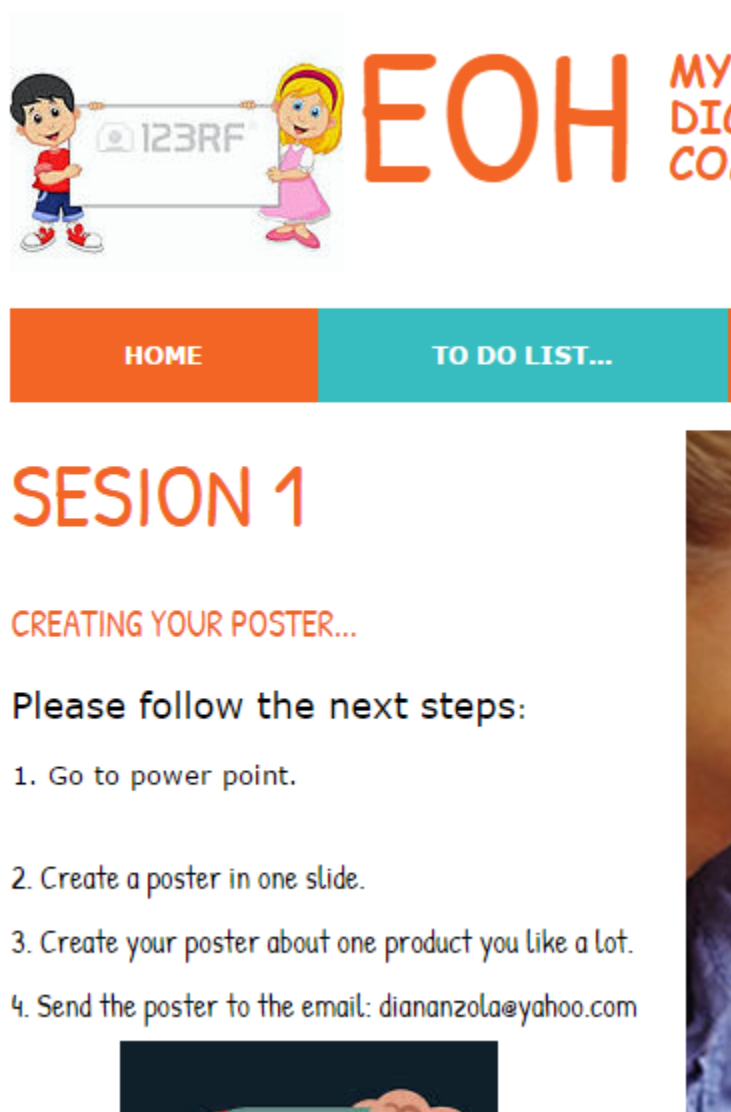 123RF
EOH
MY
HOME
TO DO LIST...
SESION 1
CREATING YOUR POSTER...
Please follow the next steps:
1. Go to power point.
2. Create a poster in one slide.
3. Create your poster about one product you like a lot.
4. Send the poster to the email: diananzola@yahoo.com